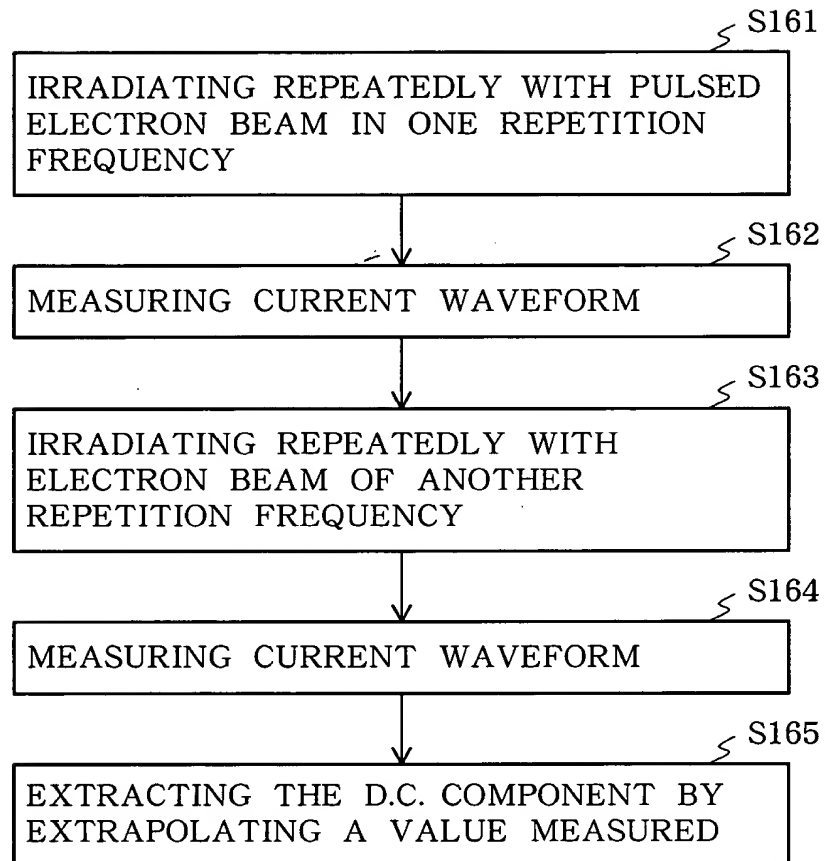 S161
IRRADIATING REPEATEDLY WITH PULSED
ELECTRON BEAM IN ONE REPETITION
FREQUENCY
S162
MEASURING CURRENT WAVEFORM
S163
IRRADIATING REPEATEDLY WITH
ELECTRON BEAM OF ANOTHER
REPETITION FREQUENCY
S164
MEASURING CURRENT WAVEFORM
S165
EXTRACTING THE D.C. COMPONENT BY
EXTRAPOLATING A VALUE MEASURED